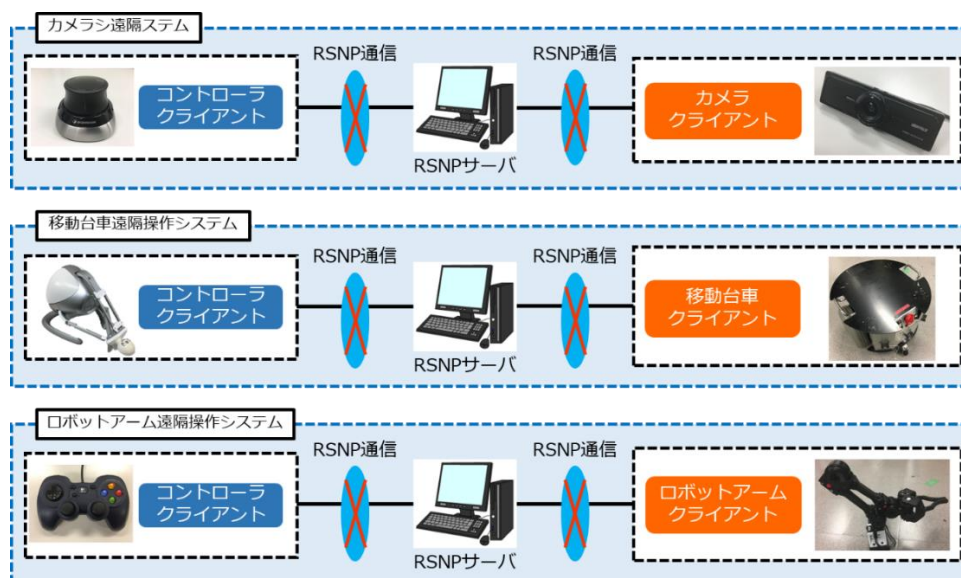 カメラシ遠隔ステム
RSNP通信
RSNP通信
コントローラ
クライアント
カメラ
クライアント
RSNPサーバ
移動台車遠隔操作システム
RSNP通信
RSNP通信
コントローラ
クライアント
移動台車
クライアント
RSNPサーバ
ロボットアーム遠隔操作システム
RSNP通信
RSNP通信
コントローラ
クライアント
ロボットアーム
クライアント
RSNPサーバ